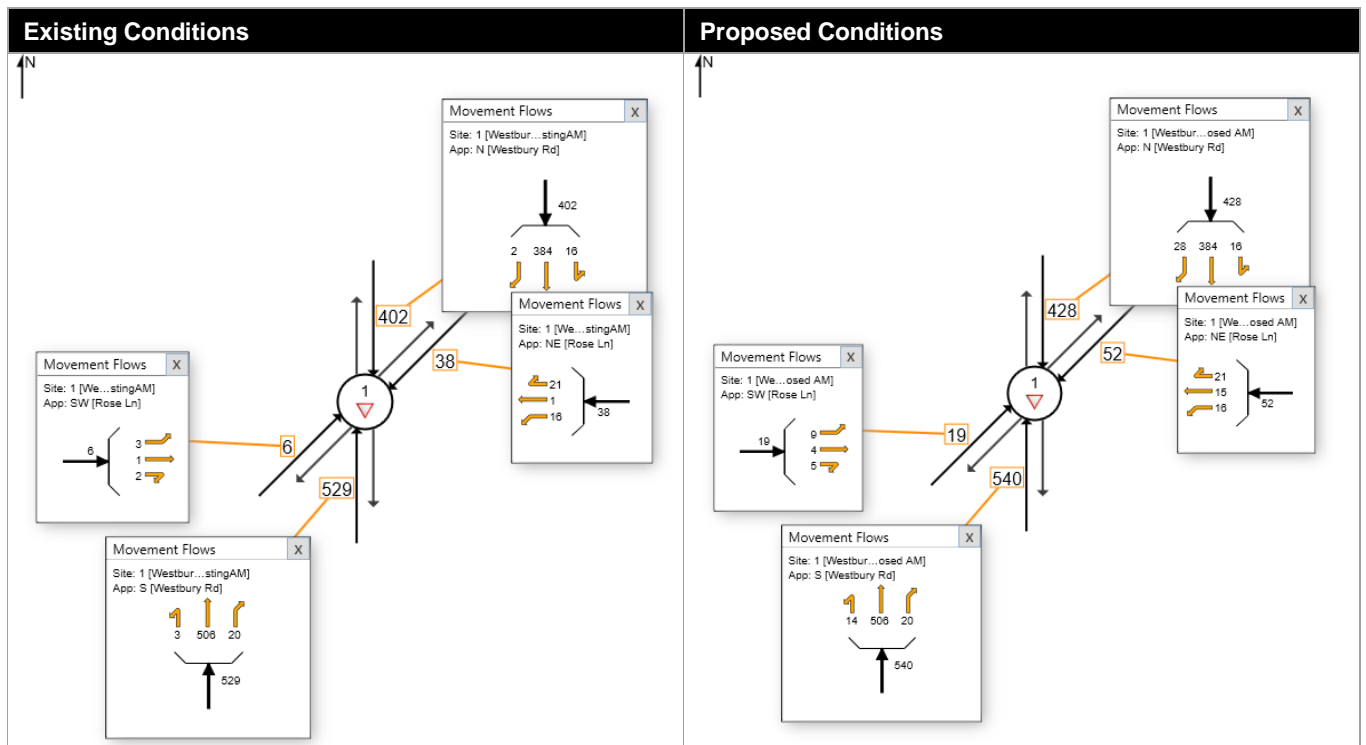 Existing Conditions
N
Movement Flows X
Site: 1 [Westbur...stingAM]
App: N [Westbury Rd]
402
2 384 16
402
Movement Flows X
Site: 1 [We...stingAM]
App: NE [Rose Ln]
21
1
16
38
38
Movement Flows X
Site: 1 [We...stingAM]
App: SW [Rose Ln]
6
3
1
2
1
6
529
Movement Flows X
Site: 1 [Westbur...stingAM]
App: S [Westbury Rd]
3 506 20
529
Proposed Conditions
N
Movement Flows X
Site: 1 [Westbur...osed AM]
App: N [Westbury Rd]
428
28 384 16
428
Movement Flows X
Site: 1 [We...osed AM]
App: NE [Rose Ln]
21
15
16
52
52
Movement Flows X
Site: 1 [We...osed AM]
App: SW [Rose Ln]
19
9
4
5
1
19
540
Movement Flows X
Site: 1 [Westbur...osed AM]
App: S [Westbury Rd]
14 506 20
540